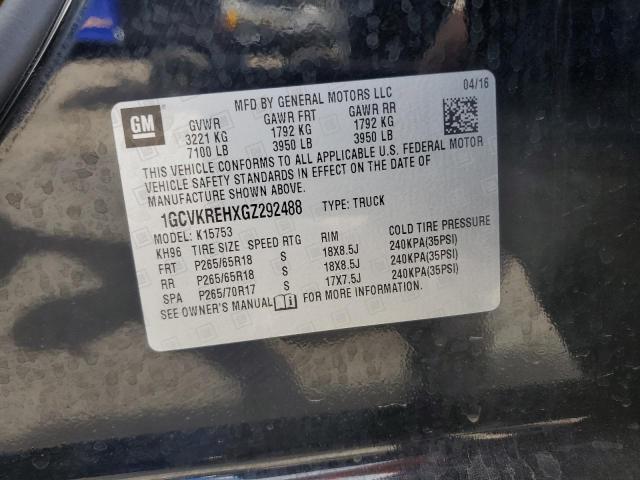 GM
MFD BY GENERAL MOTORS LLC
04/16
GVWR GAWR FRT GAWR RR
3221 KG 1792 KG 1792 KG
7100 LB 3950 LB 3950 LB
THIS VEHICLE CONFORMS TO ALL APPLICABLE U.S. FEDERAL MOTOR
VEHICLE SAFETY STANDARDS IN EFFECT ON THE DATE OF
MANUFACTURE SHOWN ABOVE.
1GCVKREHXGZ292488 TYPE: TRUCK
MODEL: K15753
KH96 TIRE SIZE SPEED RTG RIM COLD TIRE PRESSURE
FRT P265/65R18 S 18X8.5J 240KPA(35PSI)
RR P265/65R18 S 18X8.5J 240KPA(35PSI)
SPA P265/70R17 S 17X7.5J 240KPA(35PSI)
SEE OWNER'S MANUAL FOR MORE INFORMATION.